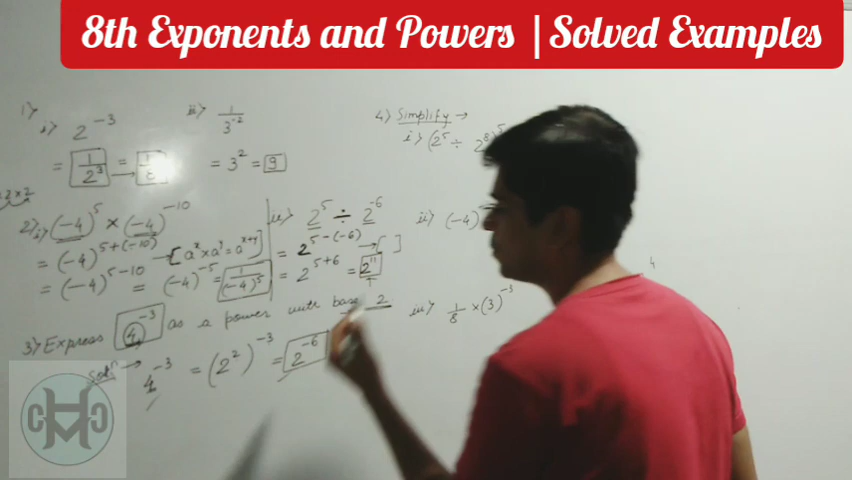 8th Exponents and Powers | Solved Examples
1)
i) 2^-3
= 1/2^3 → = 1/8
ii) 1/3^-2
= 3^2 = 9
2) i) (-4)^5 × (-4)^-10
= (-4)^5+(-10) → [a^x × a^y = a^x+y]
= (-4)^5-10 = (-4)^-5 = 1/(-4)^5
ii) 2^5 ÷ 2^-6
= 2^5-(-6) → [ ]
= 2^5+6 = 2^11
3) Express 4^-3 as a power with base 2.
Soln → 4^-3 = (2^2)^-3 = 2^-6
4) Simplify →
i) (2^5 ÷ 2^8)^5
ii) (-4)
iii) 1/8 × (3)^-3